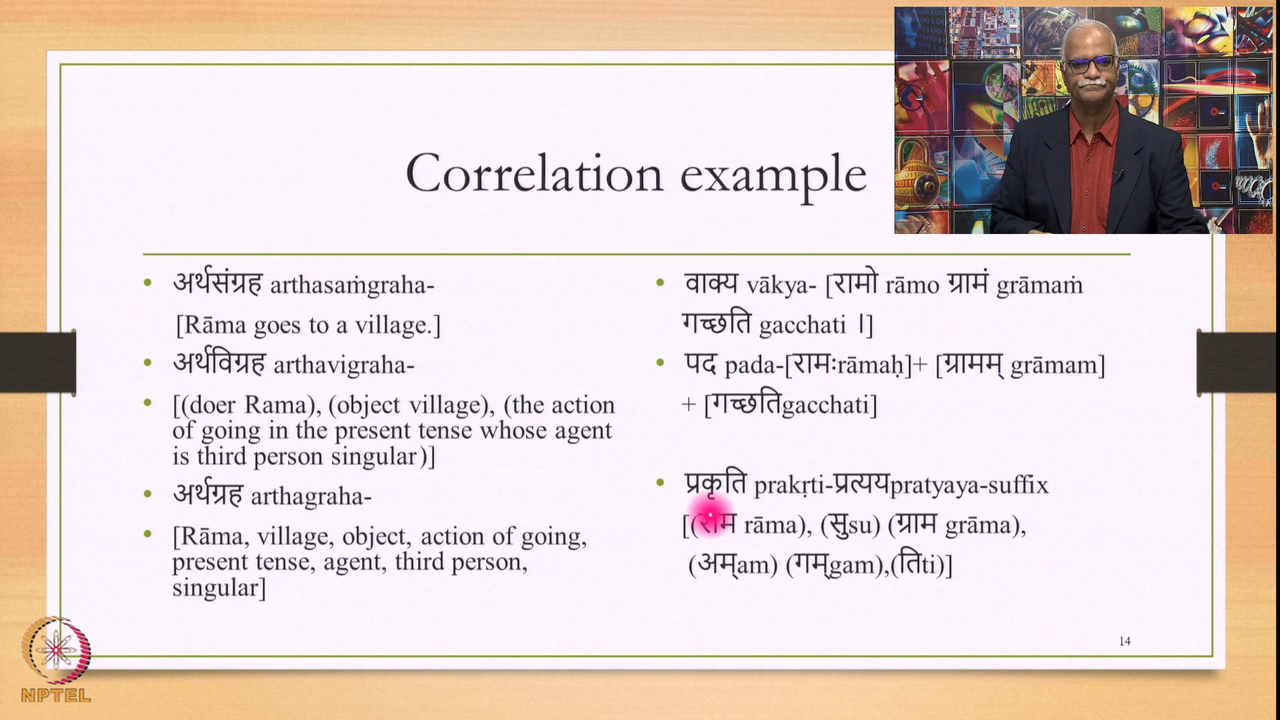 Correlation example
अर्थसंग्रह arthasaṁgraha-
[Rāma goes to a village.]
अर्थविग्रह arthavigraha-
[(doer Rama), (object village), (the action
of going in the present tense whose agent
is third person singular)]
अर्थग्रह arthagraha-
[Rāma, village, object, action of going,
present tense, agent, third person,
singular]
वाक्य vākya- [रामो rāmo ग्रामं grāmaṁ
गच्छति gacchati ।]
पद pada-[रामःrāmaḥ]+ [ग्रामम् grāmam]
+ [गच्छतिgacchati]
प्रकृति prakṛti-प्रत्ययpratyaya-suffix
[(राम rāma), (सुsu) (ग्राम grāma),
(अम्am) (गम्gam),(तिti)]
14
NPTEL